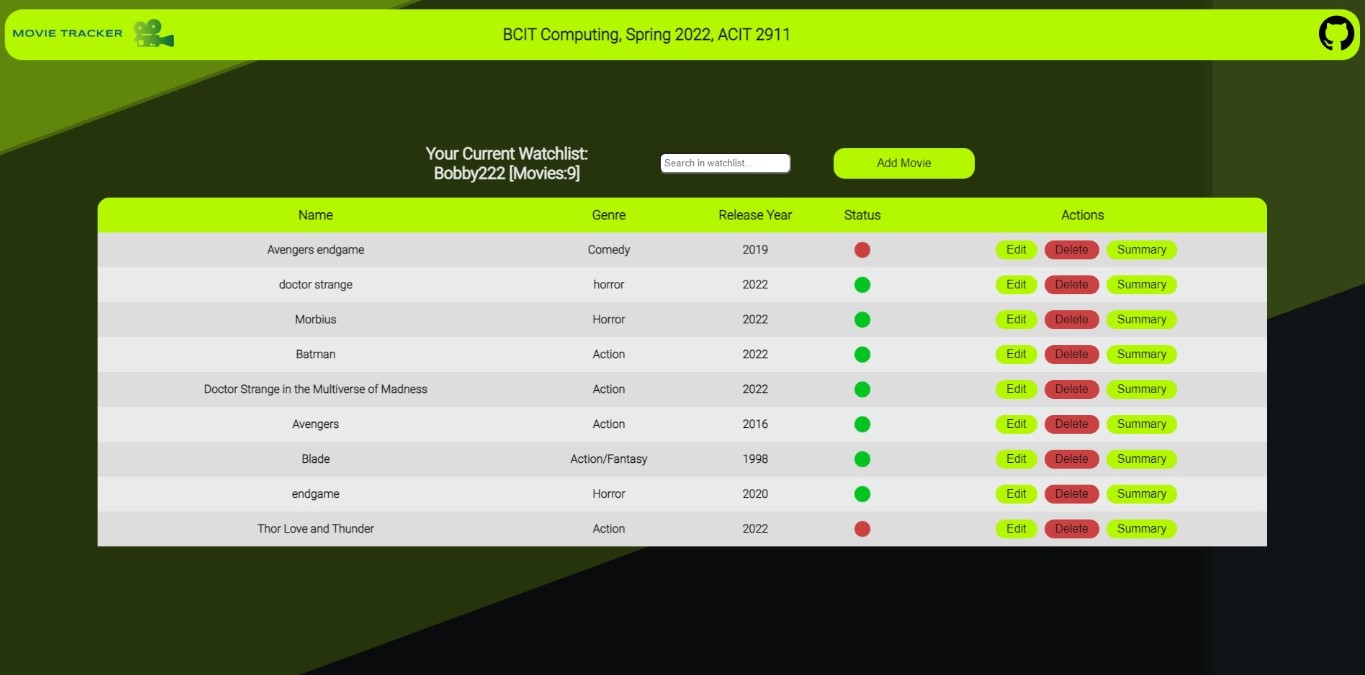 MOVIE TRACKER
BCIT Computing, Spring 2022, ACIT 2911
Your Current Watchlist:
Bobby222 [Movies:9]
Search in watchlist...
Add Movie
Name Genre Release Year Status Actions
Avengers endgame Comedy 2019 Edit Delete Summary
doctor strange horror 2022 Edit Delete Summary
Morbius Horror 2022 Edit Delete Summary
Batman Action 2022 Edit Delete Summary
Doctor Strange in the Multiverse of Madness Action 2022 Edit Delete Summary
Avengers Action 2016 Edit Delete Summary
Blade Action/Fantasy 1998 Edit Delete Summary
endgame Horror 2020 Edit Delete Summary
Thor Love and Thunder Action 2022 Edit Delete Summary